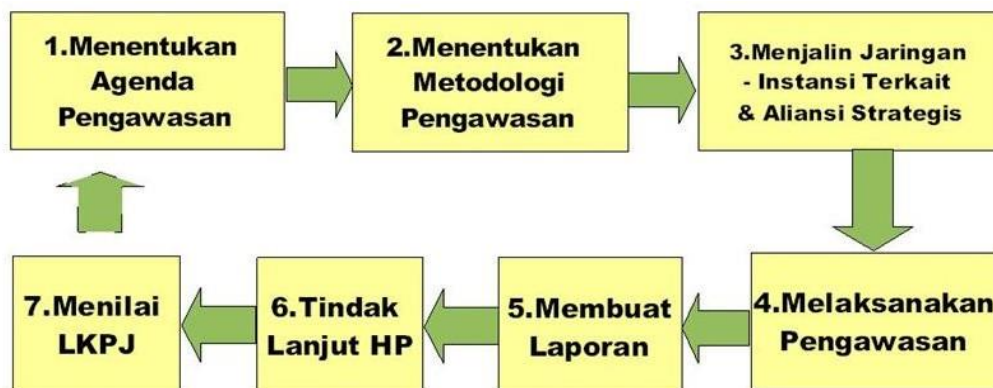 1.Menentukan
Agenda
Pengawasan
2.Menentukan
Metodologi
Pengawasan
3.Menjalin Jaringan
- Instansi Terkait
& Aliansi Strategis
4.Melaksanakan
Pengawasan
5.Membuat
Laporan
6.Tindak
Lanjut HP
7.Menilai
LKPJ